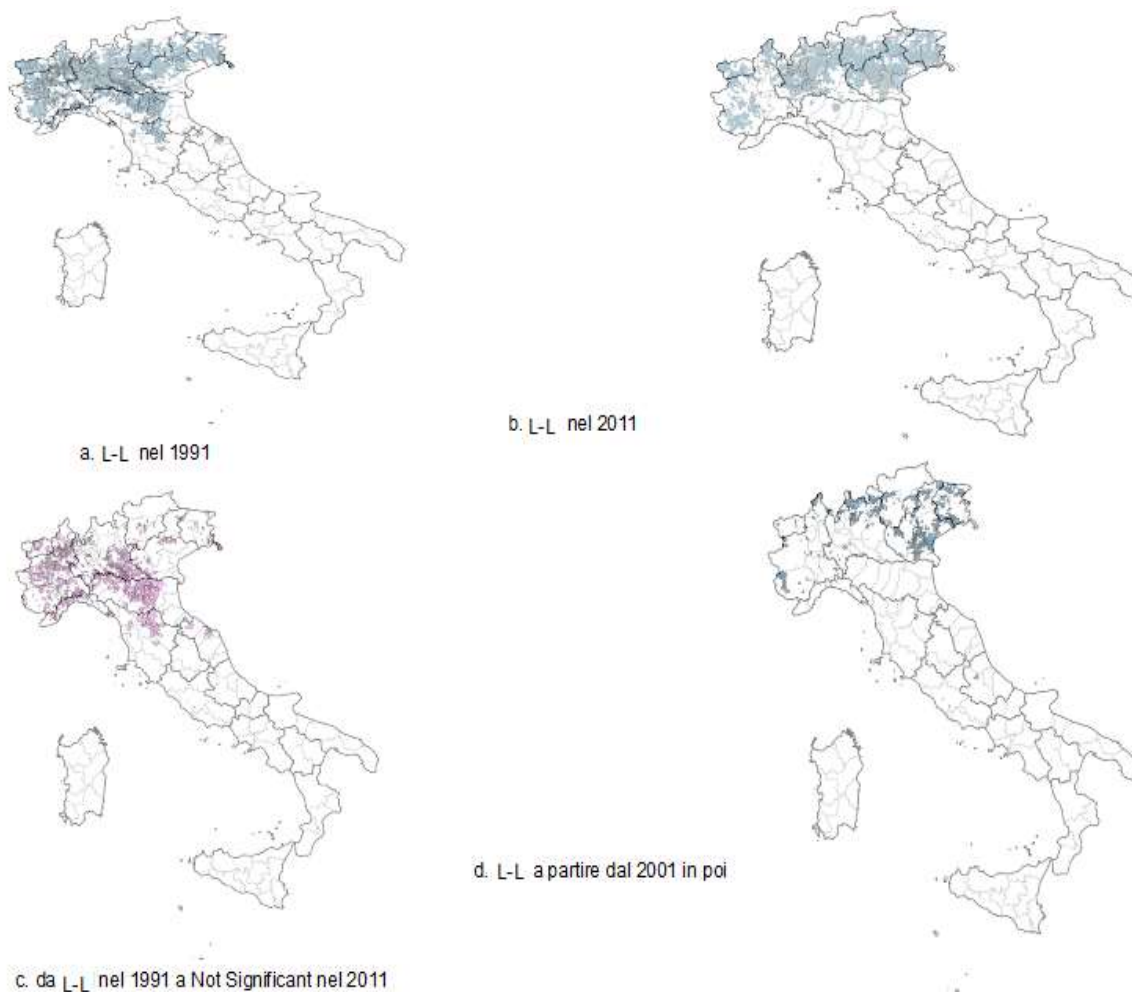 a. L-L nel 1991
b. L-L nel 2011
c. da L-L nel 1991 a Not Significant nel 2011
d. L-L a partire dal 2001 in poi